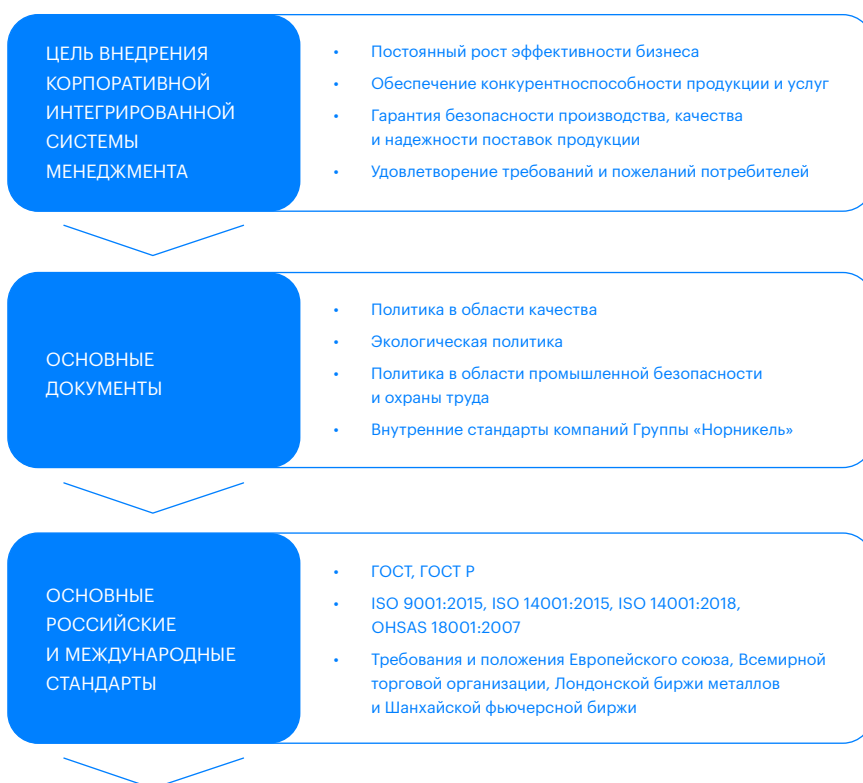 ЦЕЛЬ ВНЕДРЕНИЯ
КОРПОРАТИВНОЙ
ИНТЕГРИРОВАННОЙ
СИСТЕМЫ
МЕНЕДЖМЕНТА
• Постоянный рост эффективности бизнеса
• Обеспечение конкурентноспособности продукции и услуг
• Гарантия безопасности производства, качества
и надежности поставок продукции
• Удовлетворение требований и пожеланий потребителей
ОСНОВНЫЕ
ДОКУМЕНТЫ
• Политика в области качества
• Экологическая политика
• Политика в области промышленной безопасности
и охраны труда
• Внутренние стандарты компаний Группы «Норникель»
ОСНОВНЫЕ
РОССИЙСКИЕ
И МЕЖДУНАРОДНЫЕ
СТАНДАРТЫ
• ГОСТ, ГОСТ Р
• ISO 9001:2015, ISO 14001:2015, ISO 14001:2018,
OHSAS 18001:2007
• Требования и положения Европейского союза, Всемирной
торговой организации, Лондонской биржи металлов
и Шанхайской фьючерсной биржи